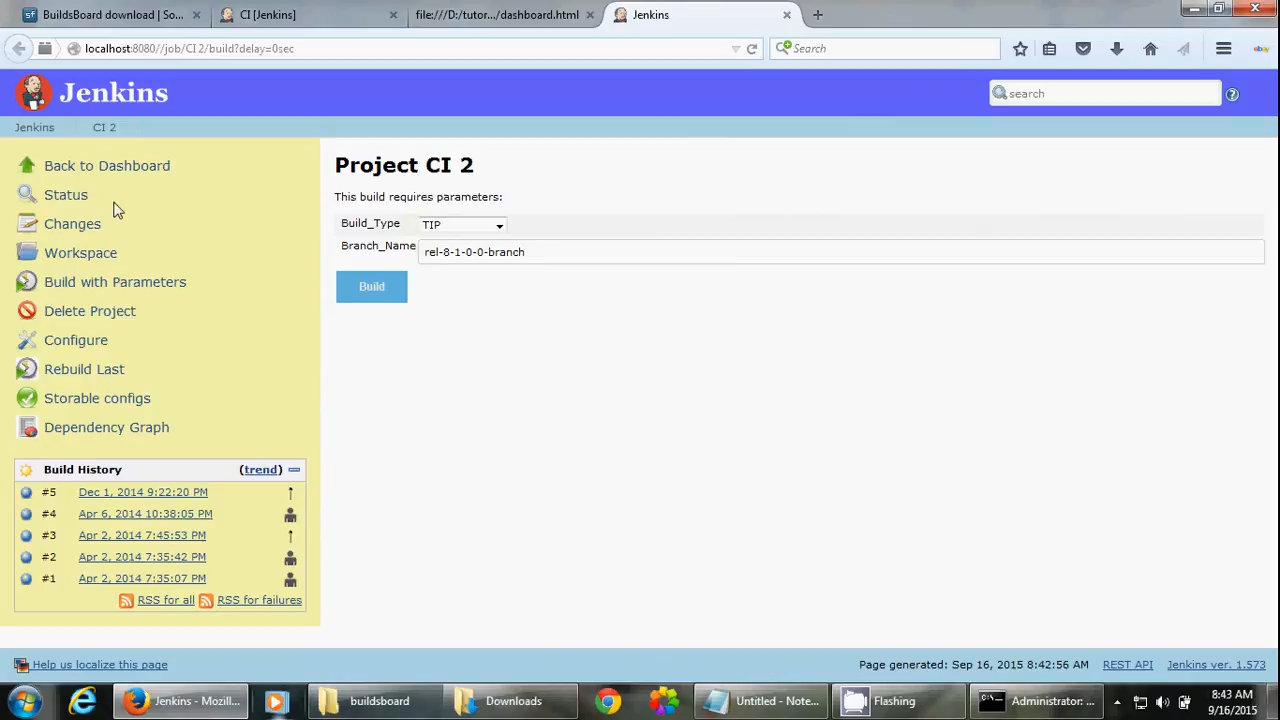 BuildsBoard download | So...
CI [Jenkins]
file:///D:/tutor.../dashboard.html
Jenkins
localhost:8080//job/CI 2/build?delay=0sec
Search
ebay
Jenkins
search
Jenkins
CI 2
Back to Dashboard
Status
Changes
Workspace
Build with Parameters
Delete Project
Configure
Rebuild Last
Storable configs
Dependency Graph
Project CI 2
This build requires parameters:
Build_Type TIP
Branch_Name rel-8-1-0-0-branch
Build
Build History (trend)
#5 Dec 1, 2014 9:22:20 PM
#4 Apr 6, 2014 10:38:05 PM
#3 Apr 2, 2014 7:45:53 PM
#2 Apr 2, 2014 7:35:42 PM
#1 Apr 2, 2014 7:35:07 PM
RSS for all RSS for failures
Help us localize this page
Page generated: Sep 16, 2015 8:42:56 AM REST API Jenkins ver. 1.573
Jenkins - Mozill...
buildsboard
Downloads
Untitled - Note...
Flashing
Administrator: ...
8:43 AM
9/16/2015